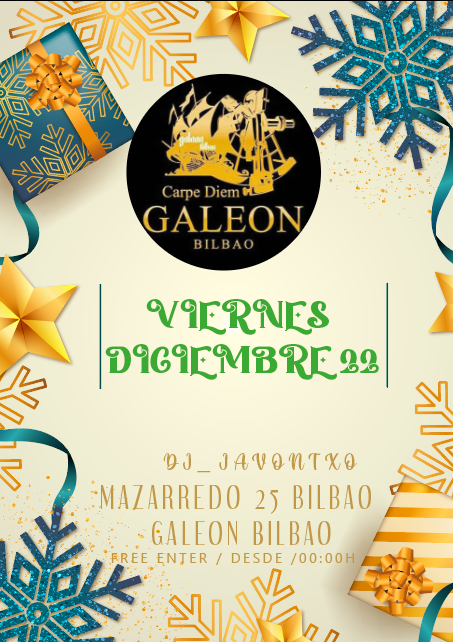 Carpe Diem
GALEON
BILBAO
VIERNES
DICIEMBRE 22
DJ_JAVONTXO
MAZARREDO 25 BILBAO
GALEON BILBAO
FREE ENTER / DESDE /00:00H